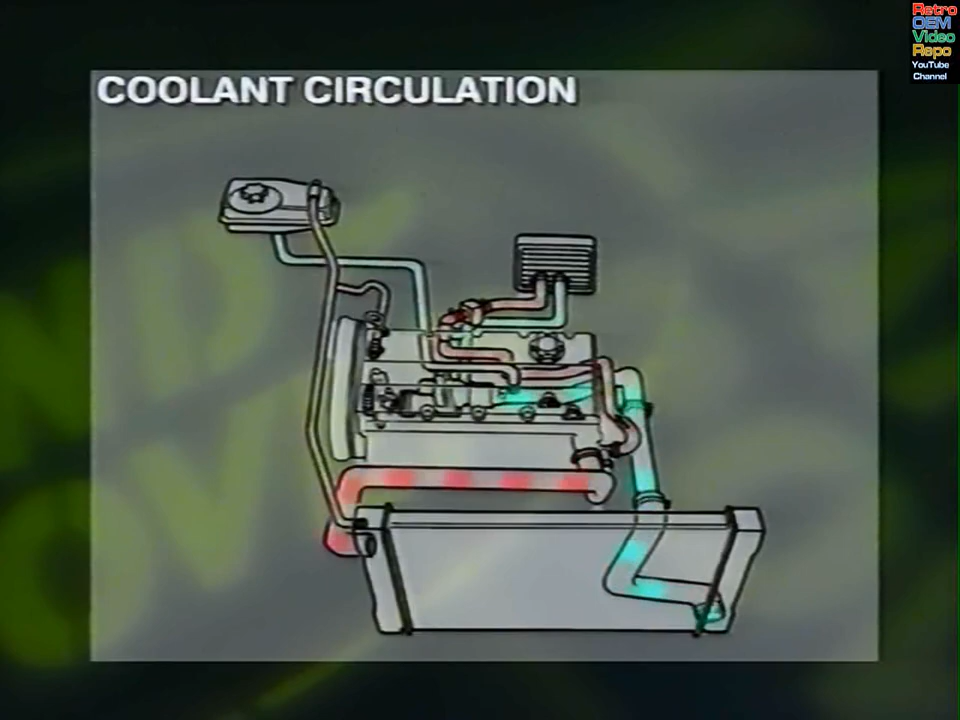 COOLANT CIRCULATION
Retro
OEM
Video
Repo
YouTube
Channel